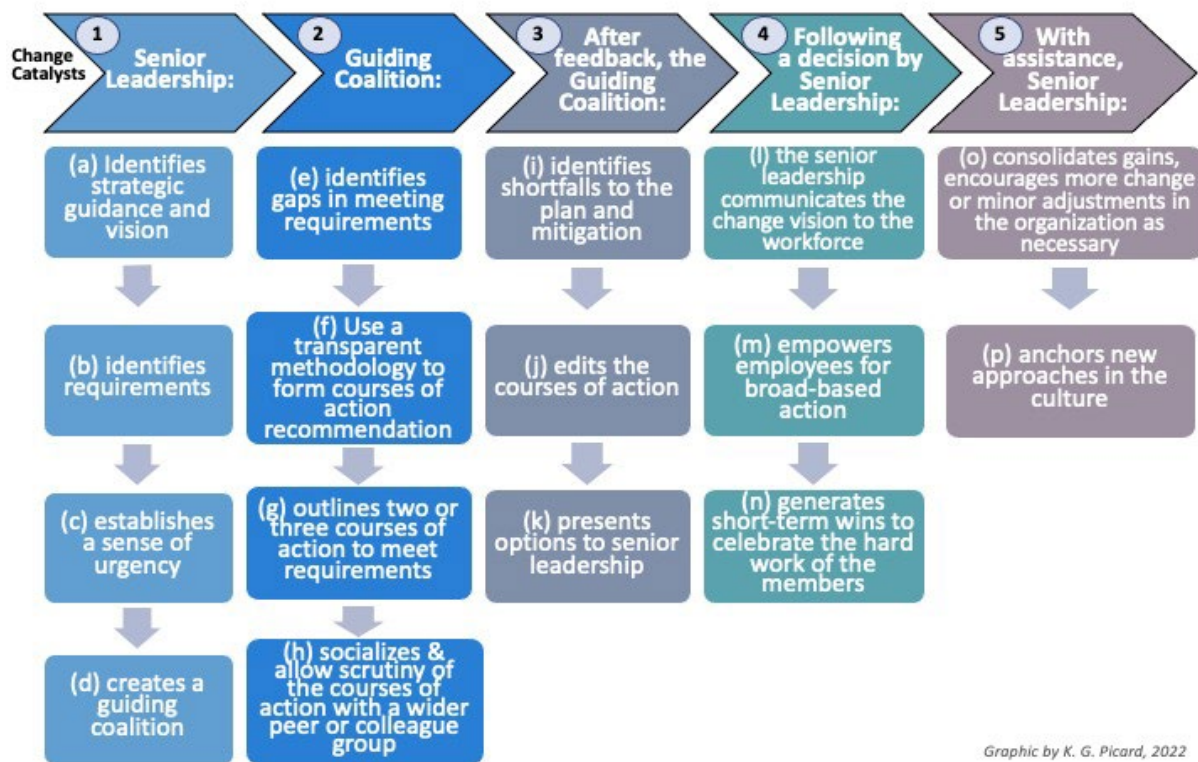 Change
Catalysts
1
Senior
Leadership:
2
Guiding
Coalition:
3
After
feedback, the
Guiding
Coalition:
4
Following
a decision by
Senior
Leadership:
5
With
assistance,
Senior
Leadership:
(a) Identifies
strategic
guidance and
vision
(b) identifies
requirements
(c) establishes
a sense of
urgency
(d) creates a
guiding
coalition
(e) identifies
gaps in meeting
requirements
(f) Use a
transparent
methodology to
form courses of
action
recommendation
(g) outlines two or
three courses of
action to meet
requirements
(h) socializes &
allow scrutiny of
the courses of
action with a wider
peer or colleague
group
(i) identifies
shortfalls to the
plan and
mitigation
(j) edits the
courses of action
(k) presents
options to senior
leadership
(l) the senior
leadership
communicates the
change vision to the
workforce
(m) empowers
employees for
broad-based
action
(n) generates
short-term wins to
celebrate the hard
work of the
members
(o) consolidates gains,
encourages more change
or minor adjustments in
the organization as
necessary
(p) anchors new
approaches in the
culture
Graphic by K. G. Picard, 2022